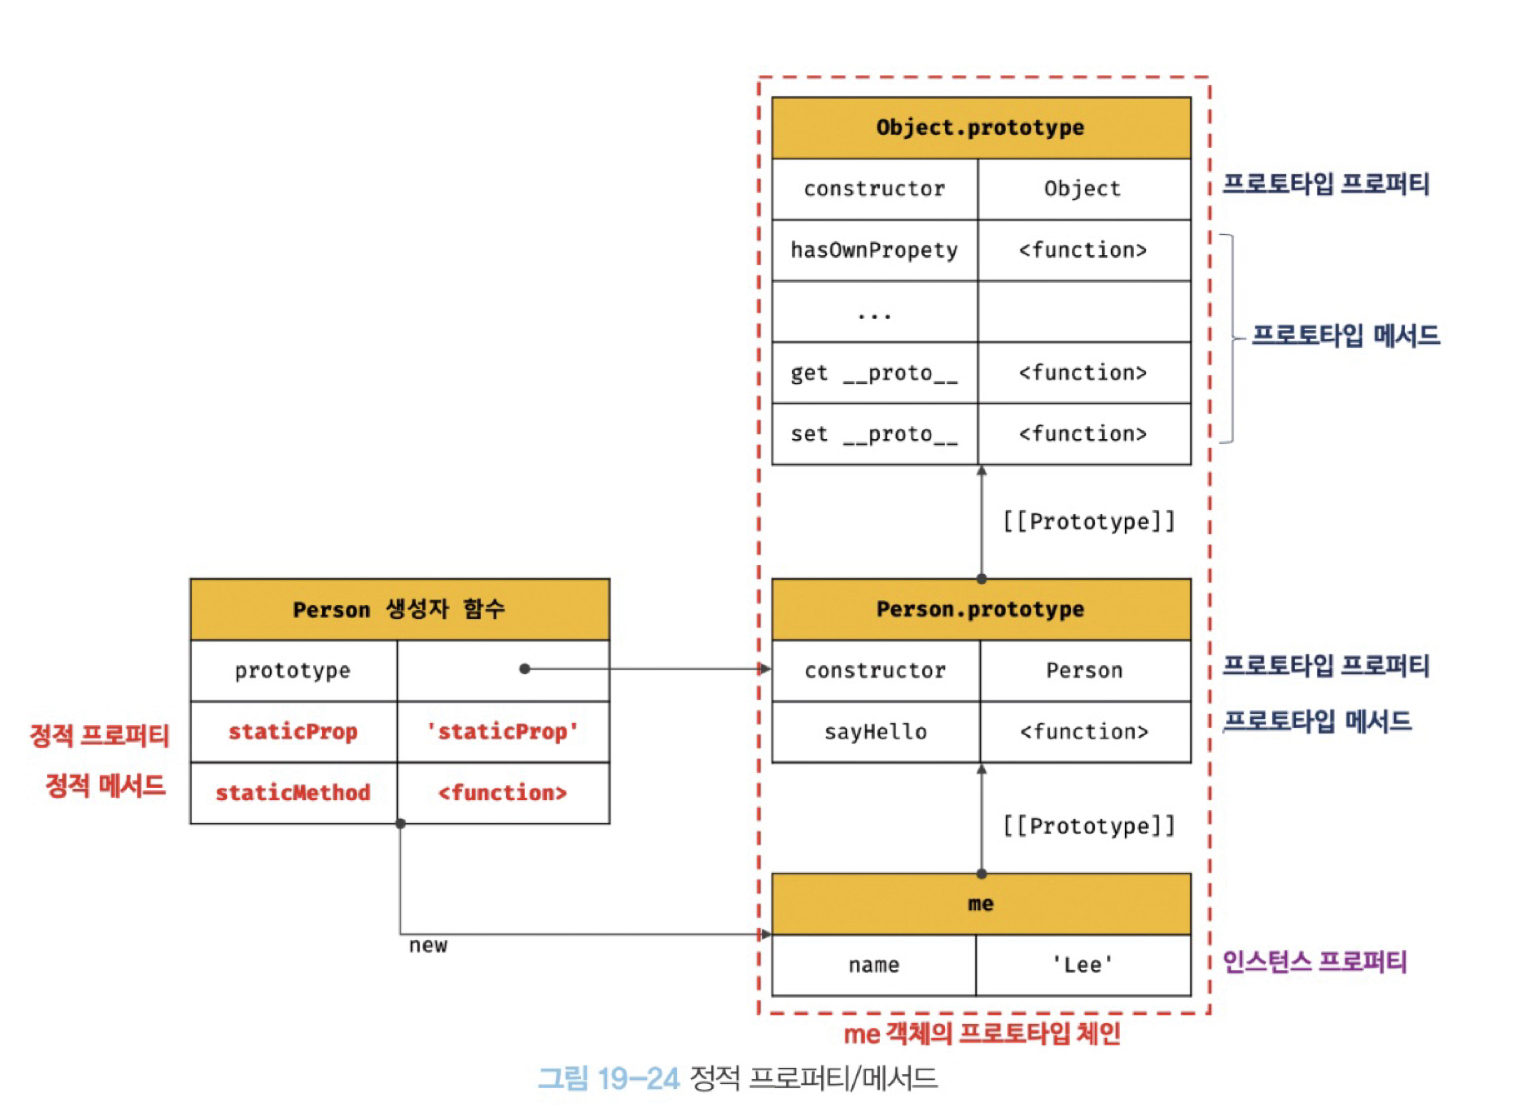 Object.prototype
constructor Object 프로토타입 프로퍼티
hasOwnPropety <function>
...
프로토타입 메서드
get __proto__ <function>
set __proto__ <function>
[[Prototype]]
Person 생성자 함수
prototype
정적 프로퍼티 staticProp 'staticProp'
정적 메서드 staticMethod <function>
new
Person.prototype
constructor Person 프로토타입 프로퍼티
sayHello <function> 프로토타입 메서드
[[Prototype]]
me
name 'Lee' 인스턴스 프로퍼티
me 객체의 프로토타입 체인
그림 19-24 정적 프로퍼티/메서드